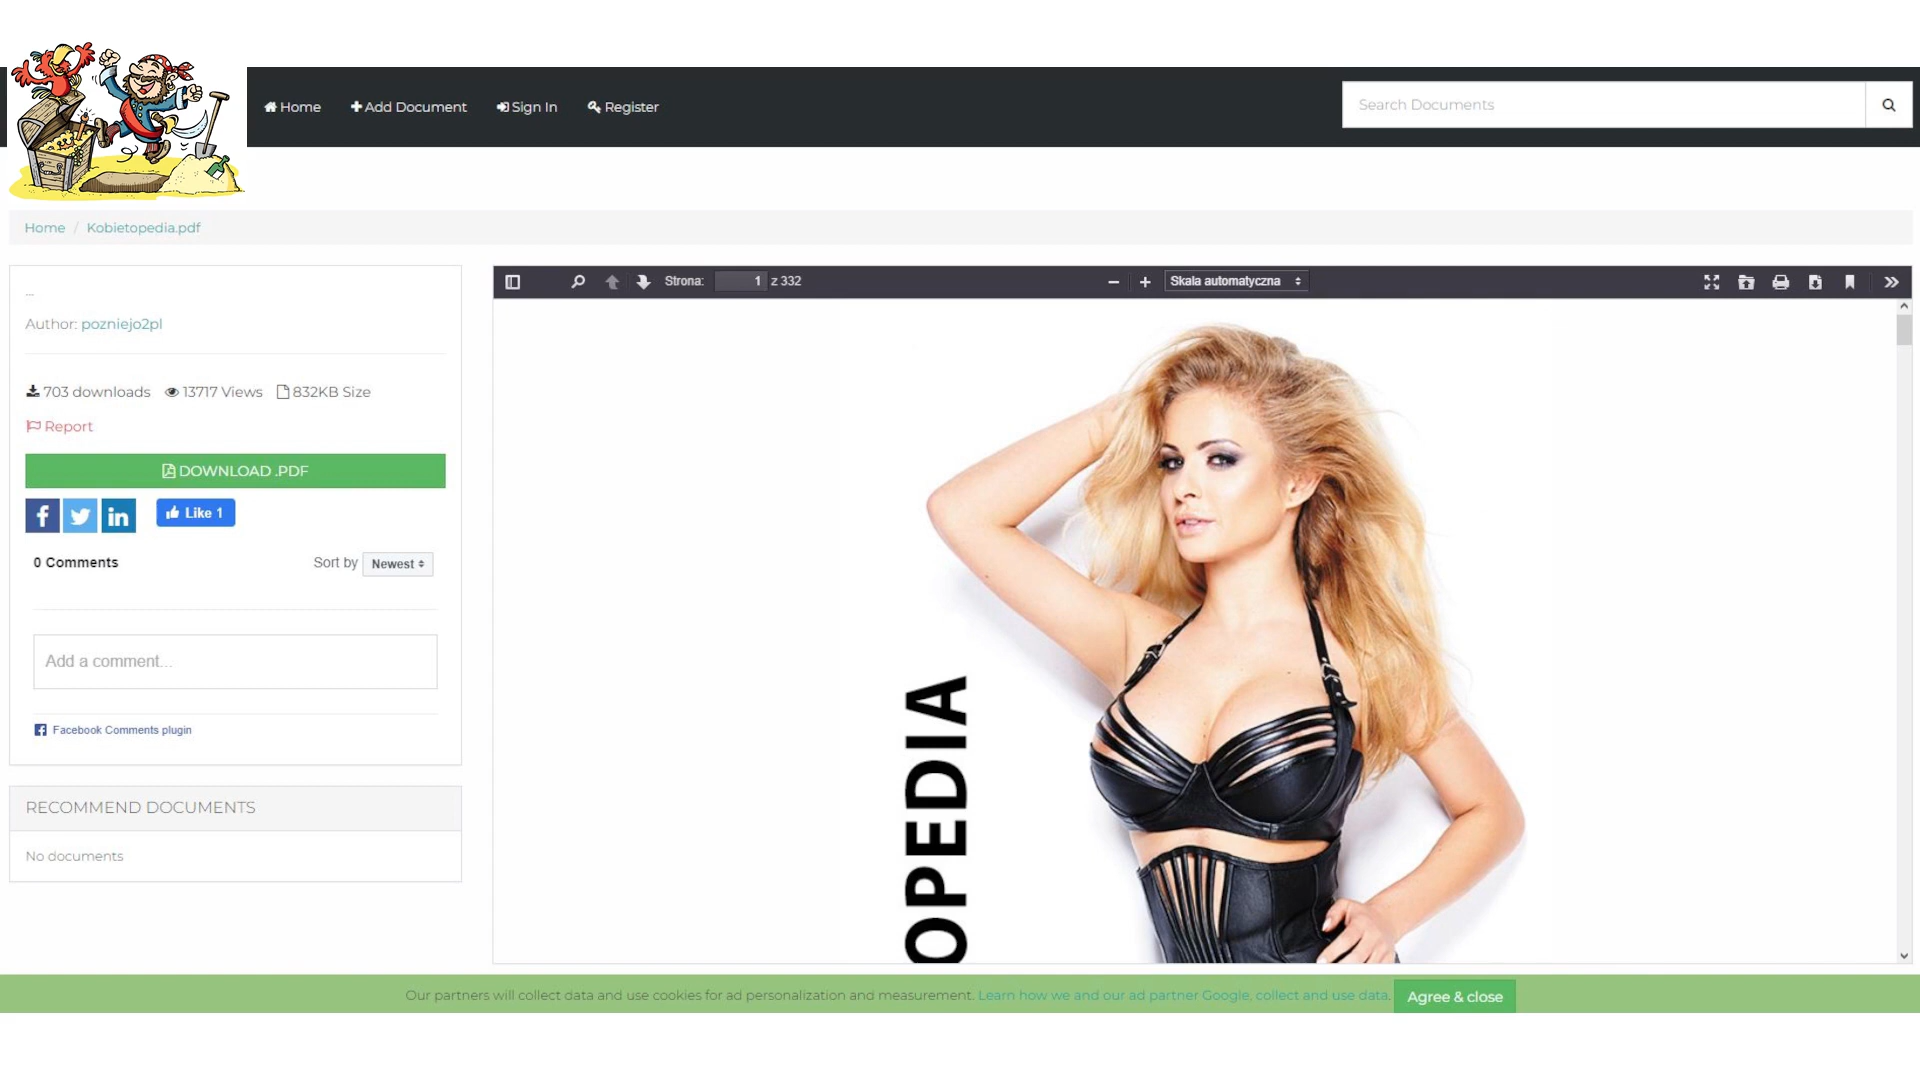 Home
Add Document
Sign In
Register
Search Documents
Home / Kobietopedia.pdf
...
Author: pozniejo2pl
703 downloads 13717 Views 832KB Size
Report
DOWNLOAD .PDF
Like 1
0 Comments
Sort by Newest
Add a comment...
Facebook Comments plugin
RECOMMEND DOCUMENTS
No documents
Strona: 1 z 332
Skala automatyczna
OPEDIA
Our partners will collect data and use cookies for ad personalization and measurement. Learn how we and our ad partner Google, collect and use data. Agree & close